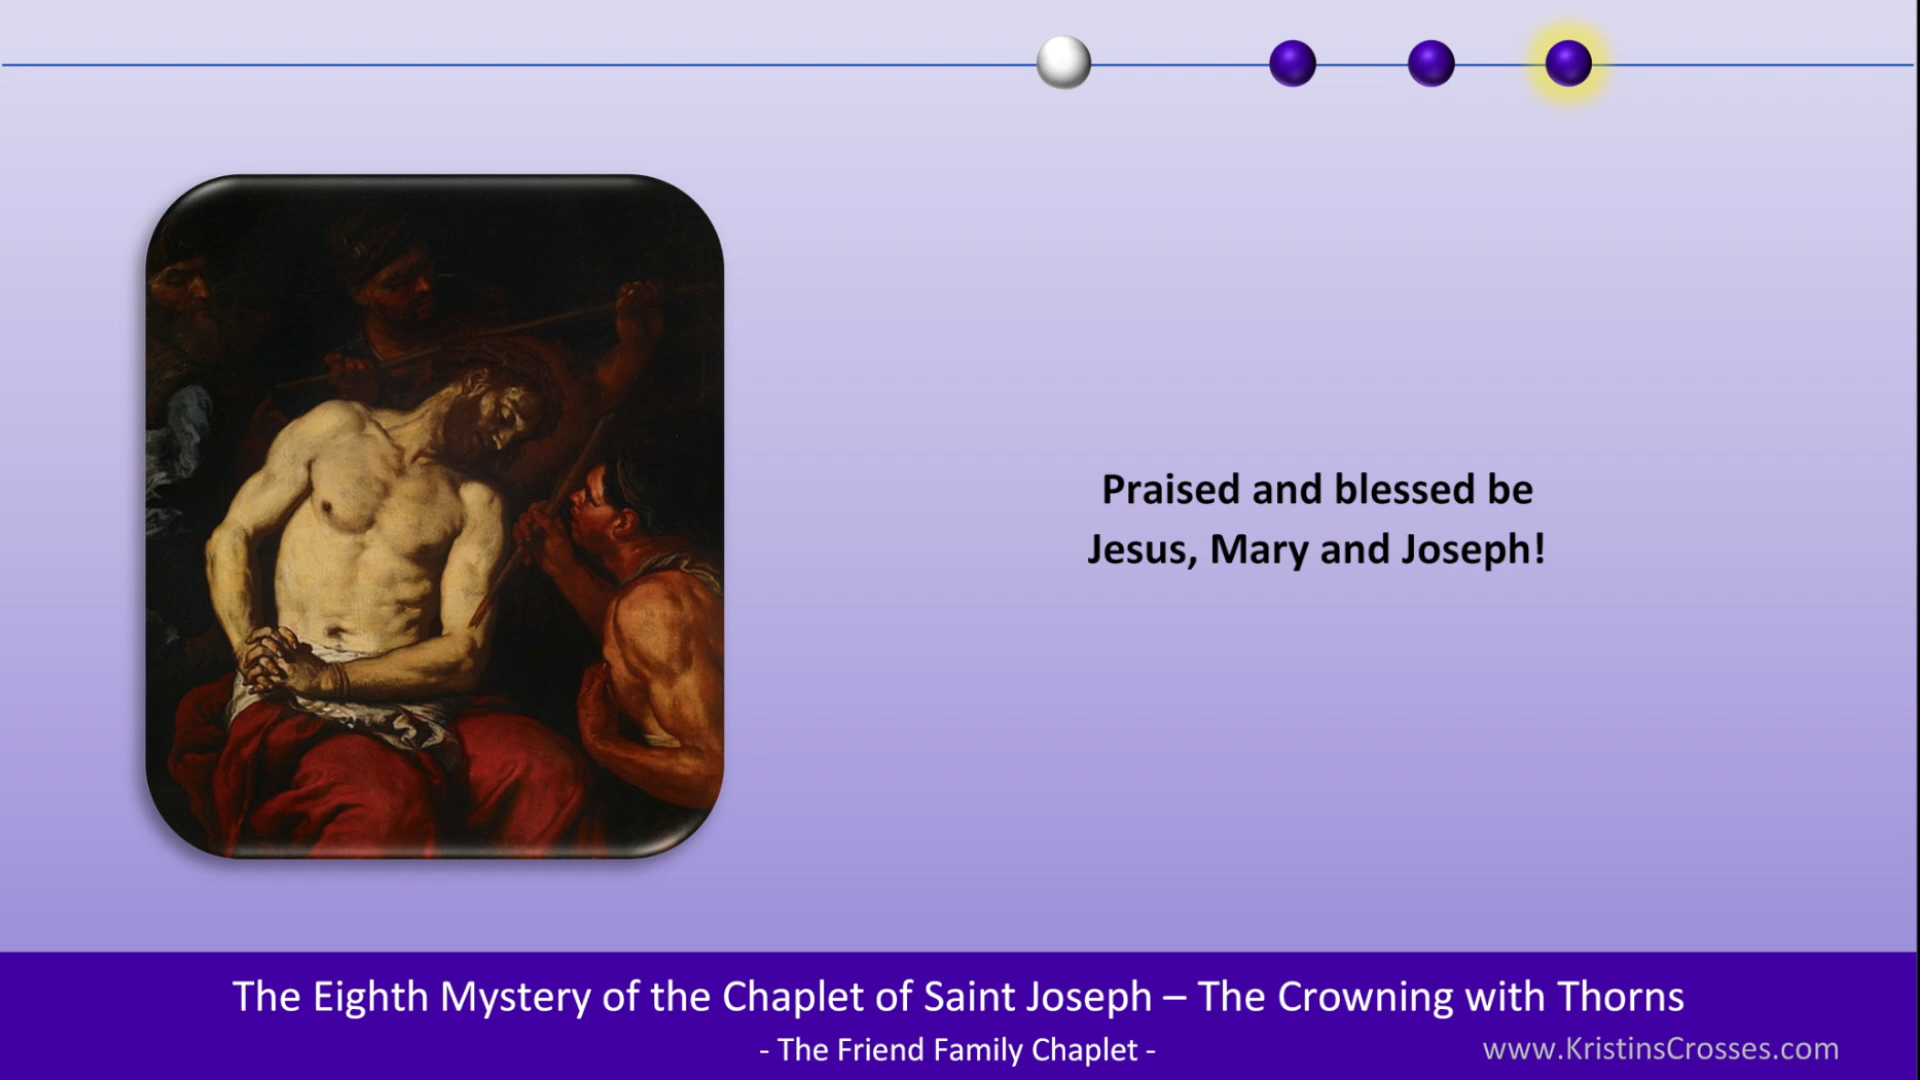 Praised and blessed be
Jesus, Mary and Joseph!
The Eighth Mystery of the Chaplet of Saint Joseph – The Crowning with Thorns
- The Friend Family Chaplet -
www.KristinsCrosses.com